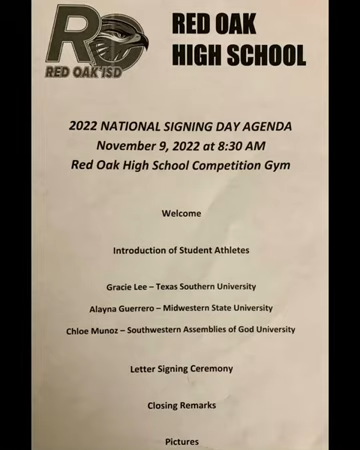 RO
RED OAK ISD
RED OAK
HIGH SCHOOL
2022 NATIONAL SIGNING DAY AGENDA
November 9, 2022 at 8:30 AM
Red Oak High School Competition Gym
Welcome
Introduction of Student Athletes
Gracie Lee – Texas Southern University
Alayna Guerrero – Midwestern State University
Chloe Munoz – Southwestern Assemblies of God University
Letter Signing Ceremony
Closing Remarks
Pictures